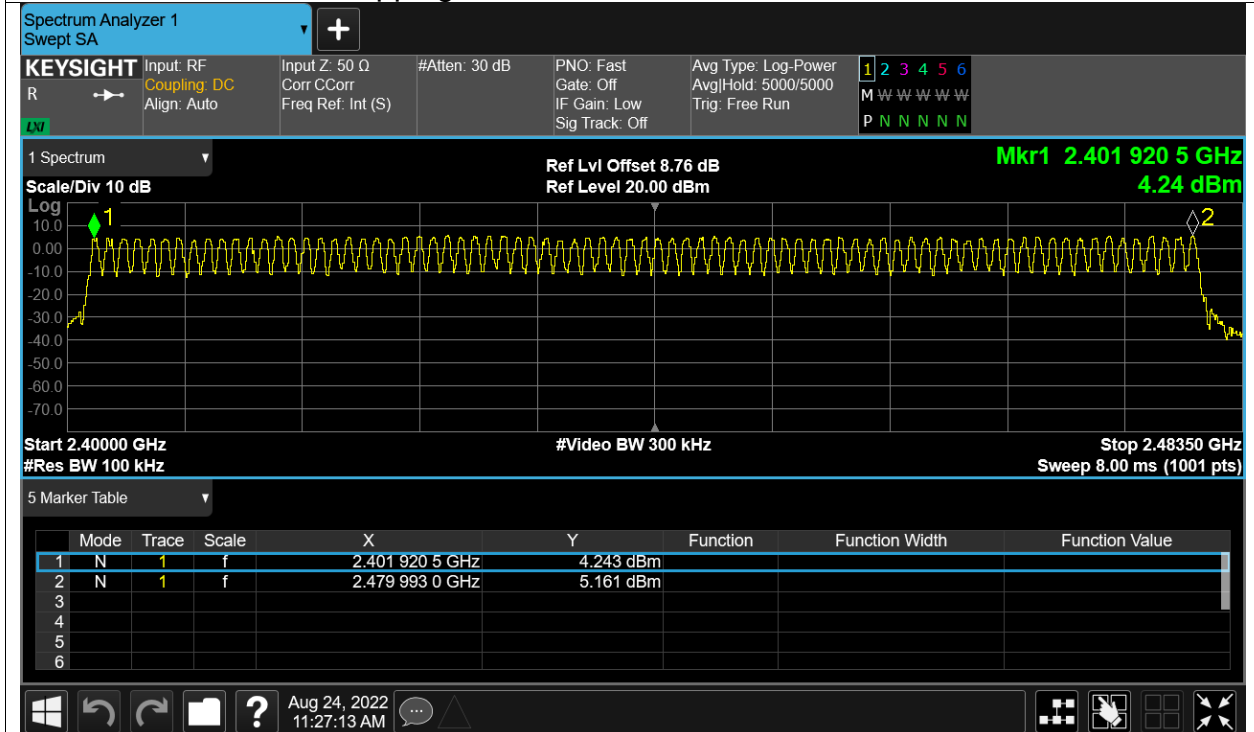 Spectrum Analyzer 1
Swept SA
KEYSIGHT Input: RF Input Z: 50 Ω #Atten: 30 dB PNO: Fast Avg Type: Log-Power 1 2 3 4 5 6
R Coupling: DC Corr CCorr Gate: Off Avg|Hold: 5000/5000 M W W W W W
Align: Auto Freq Ref: Int (S) IF Gain: Low Trig: Free Run
LXI Sig Track: Off P N N N N N
1 Spectrum Ref Lvl Offset 8.76 dB Mkr1 2.401 920 5 GHz
Scale/Div 10 dB Ref Level 20.00 dBm 4.24 dBm
Log
1 2
10.0
0.00
-10.0
-20.0
-30.0
-40.0
-50.0
-60.0
-70.0
Start 2.40000 GHz #Video BW 300 kHz Stop 2.48350 GHz
#Res BW 100 kHz Sweep 8.00 ms (1001 pts)
5 Marker Table
Mode Trace Scale X Y Function Function Width Function Value
1 N 1 f 2.401 920 5 GHz 4.243 dBm
2 N 1 f 2.479 993 0 GHz 5.161 dBm
3
4
5
6
? Aug 24, 2022
11:27:13 AM